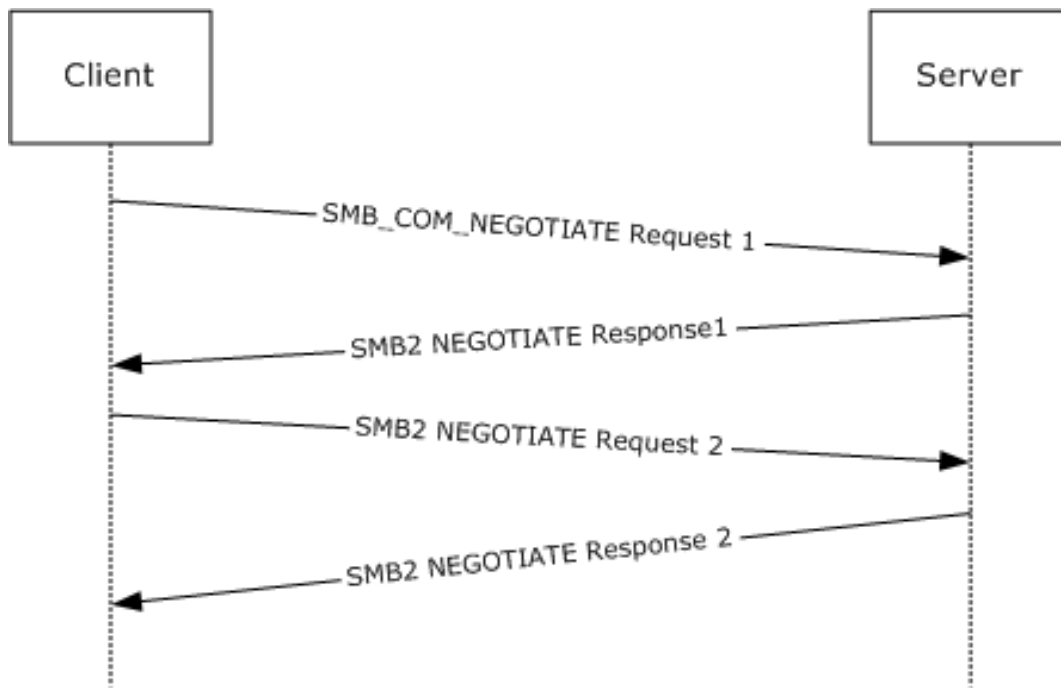 Client
Server
SMB_COM_NEGOTIATE Request 1
SMB2 NEGOTIATE Response1
SMB2 NEGOTIATE Request 2
SMB2 NEGOTIATE Response 2